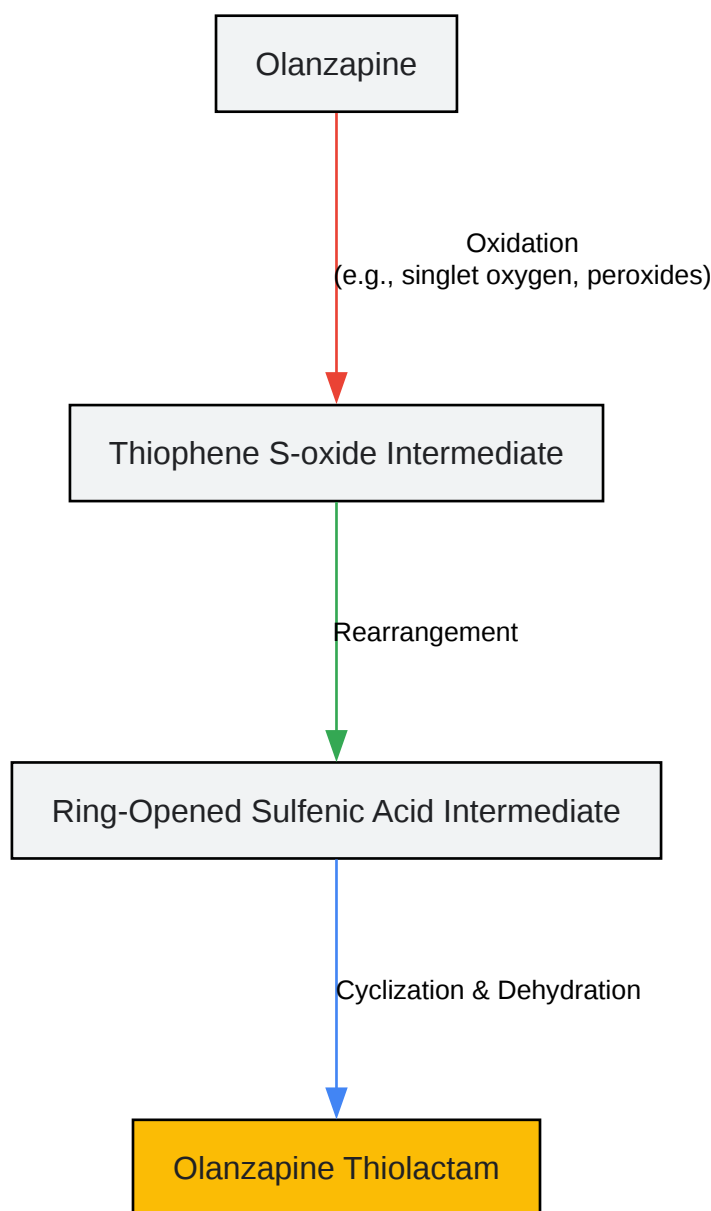 Olanzapine
Oxidation
(e.g., singlet oxygen, peroxides)
Thiophene S-oxide Intermediate
Rearrangement
Ring-Opened Sulfenic Acid Intermediate
Cyclization & Dehydration
Olanzapine Thiolactam